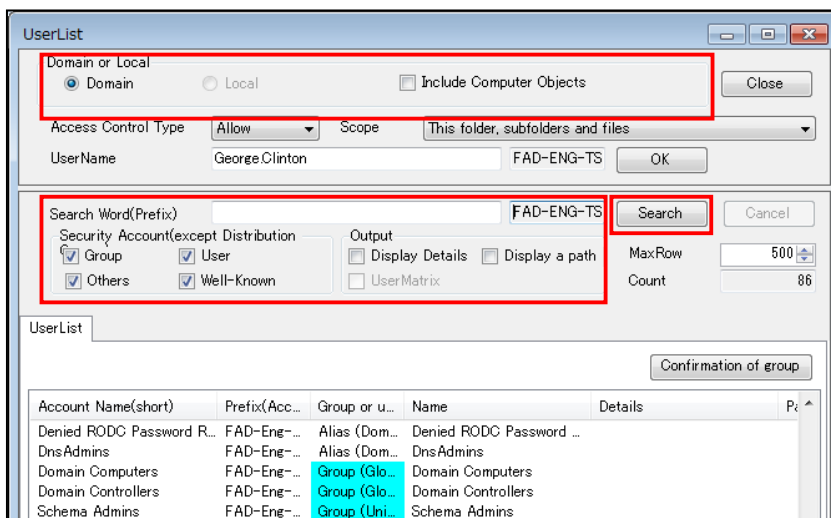 UserList
Domain or Local
Domain Local Include Computer Objects Close
Access Control Type Allow Scope This folder, subfolders and files
UserName George.Clinton FAD-ENG-TS OK
Search Word(Prefix) FAD-ENG-TS Search Cancel
Security Account(except Distribution Output
Group User Display Details Display a path MaxRow 500
Others Well-Known UserMatrix Count 86
UserList
Confirmation of group
Account Name(short) Prefix(Acc... Group or u... Name Details Pa
Denied RODC Password R... FAD-Eng-... Alias (Dom... Denied RODC Password ...
DnsAdmins FAD-Eng-... Alias (Dom... DnsAdmins
Domain Computers FAD-Eng-... Group (Glo... Domain Computers
Domain Controllers FAD-Eng-... Group (Glo... Domain Controllers
Schema Admins FAD-Eng-... Group (Uni... Schema Admins